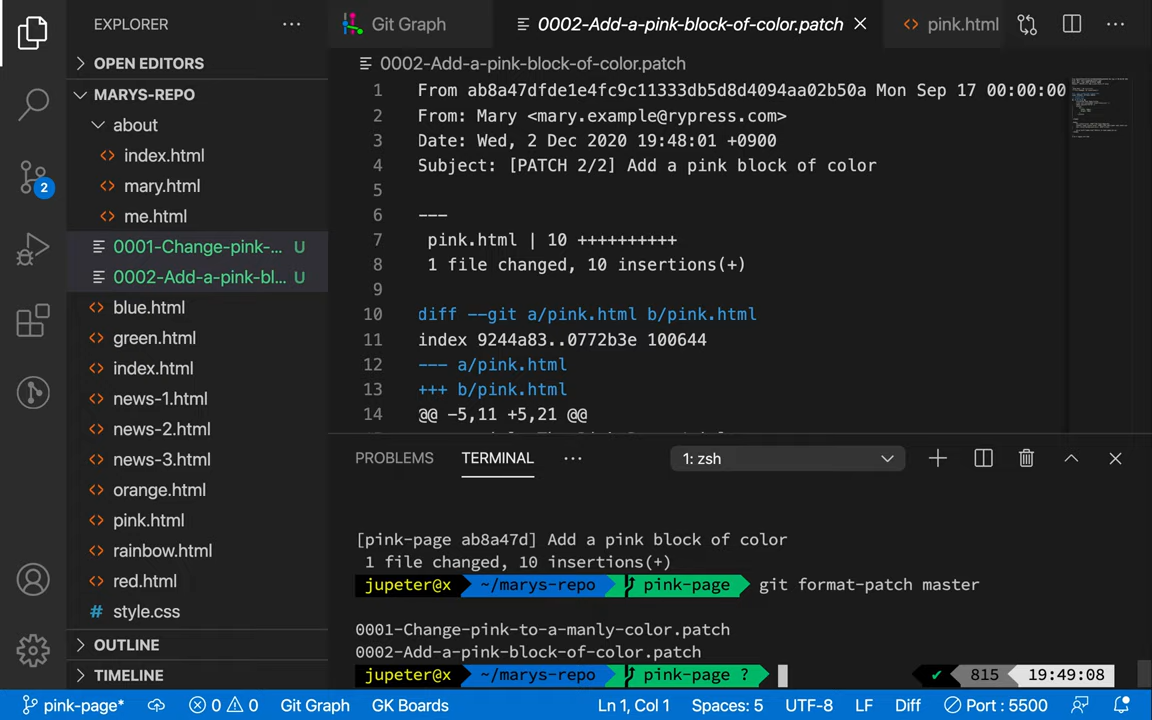 EXPLORER
Git Graph
0002-Add-a-pink-block-of-color.patch
pink.html
OPEN EDITORS
MARYS-REPO
about
index.html
mary.html
me.html
0001-Change-pink-... U
0002-Add-a-pink-bl... U
blue.html
green.html
index.html
news-1.html
news-2.html
news-3.html
orange.html
pink.html
rainbow.html
red.html
# style.css
OUTLINE
TIMELINE
2
0002-Add-a-pink-block-of-color.patch
1 From ab8a47dfde1e4fc9c11333db5d8d4094aa02b50a Mon Sep 17 00:00:00
2 From: Mary <mary.example@rypress.com>
3 Date: Wed, 2 Dec 2020 19:48:01 +0900
4 Subject: [PATCH 2/2] Add a pink block of color
5
6 ---
7 pink.html | 10 ++++++++++
8 1 file changed, 10 insertions(+)
9
10 diff --git a/pink.html b/pink.html
11 index 9244a83..0772b3e 100644
12 --- a/pink.html
13 +++ b/pink.html
14 @@ -5,11 +5,21 @@
PROBLEMS TERMINAL ... 1: zsh
[pink-page ab8a47d] Add a pink block of color
1 file changed, 10 insertions(+)
jupeter@x ~/marys-repo pink-page git format-patch master
0001-Change-pink-to-a-manly-color.patch
0002-Add-a-pink-block-of-color.patch
jupeter@x ~/marys-repo pink-page ? ✔ 815 19:49:08
pink-page* 0 0 Git Graph GK Boards Ln 1, Col 1 Spaces: 5 UTF-8 LF Diff Port : 5500